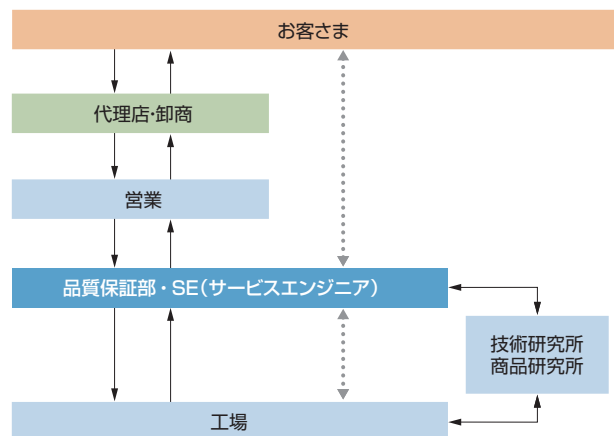 お客さま
代理店・卸商
営業
品質保証部・SE(サービスエンジニア)
技術研究所
商品研究所
工場